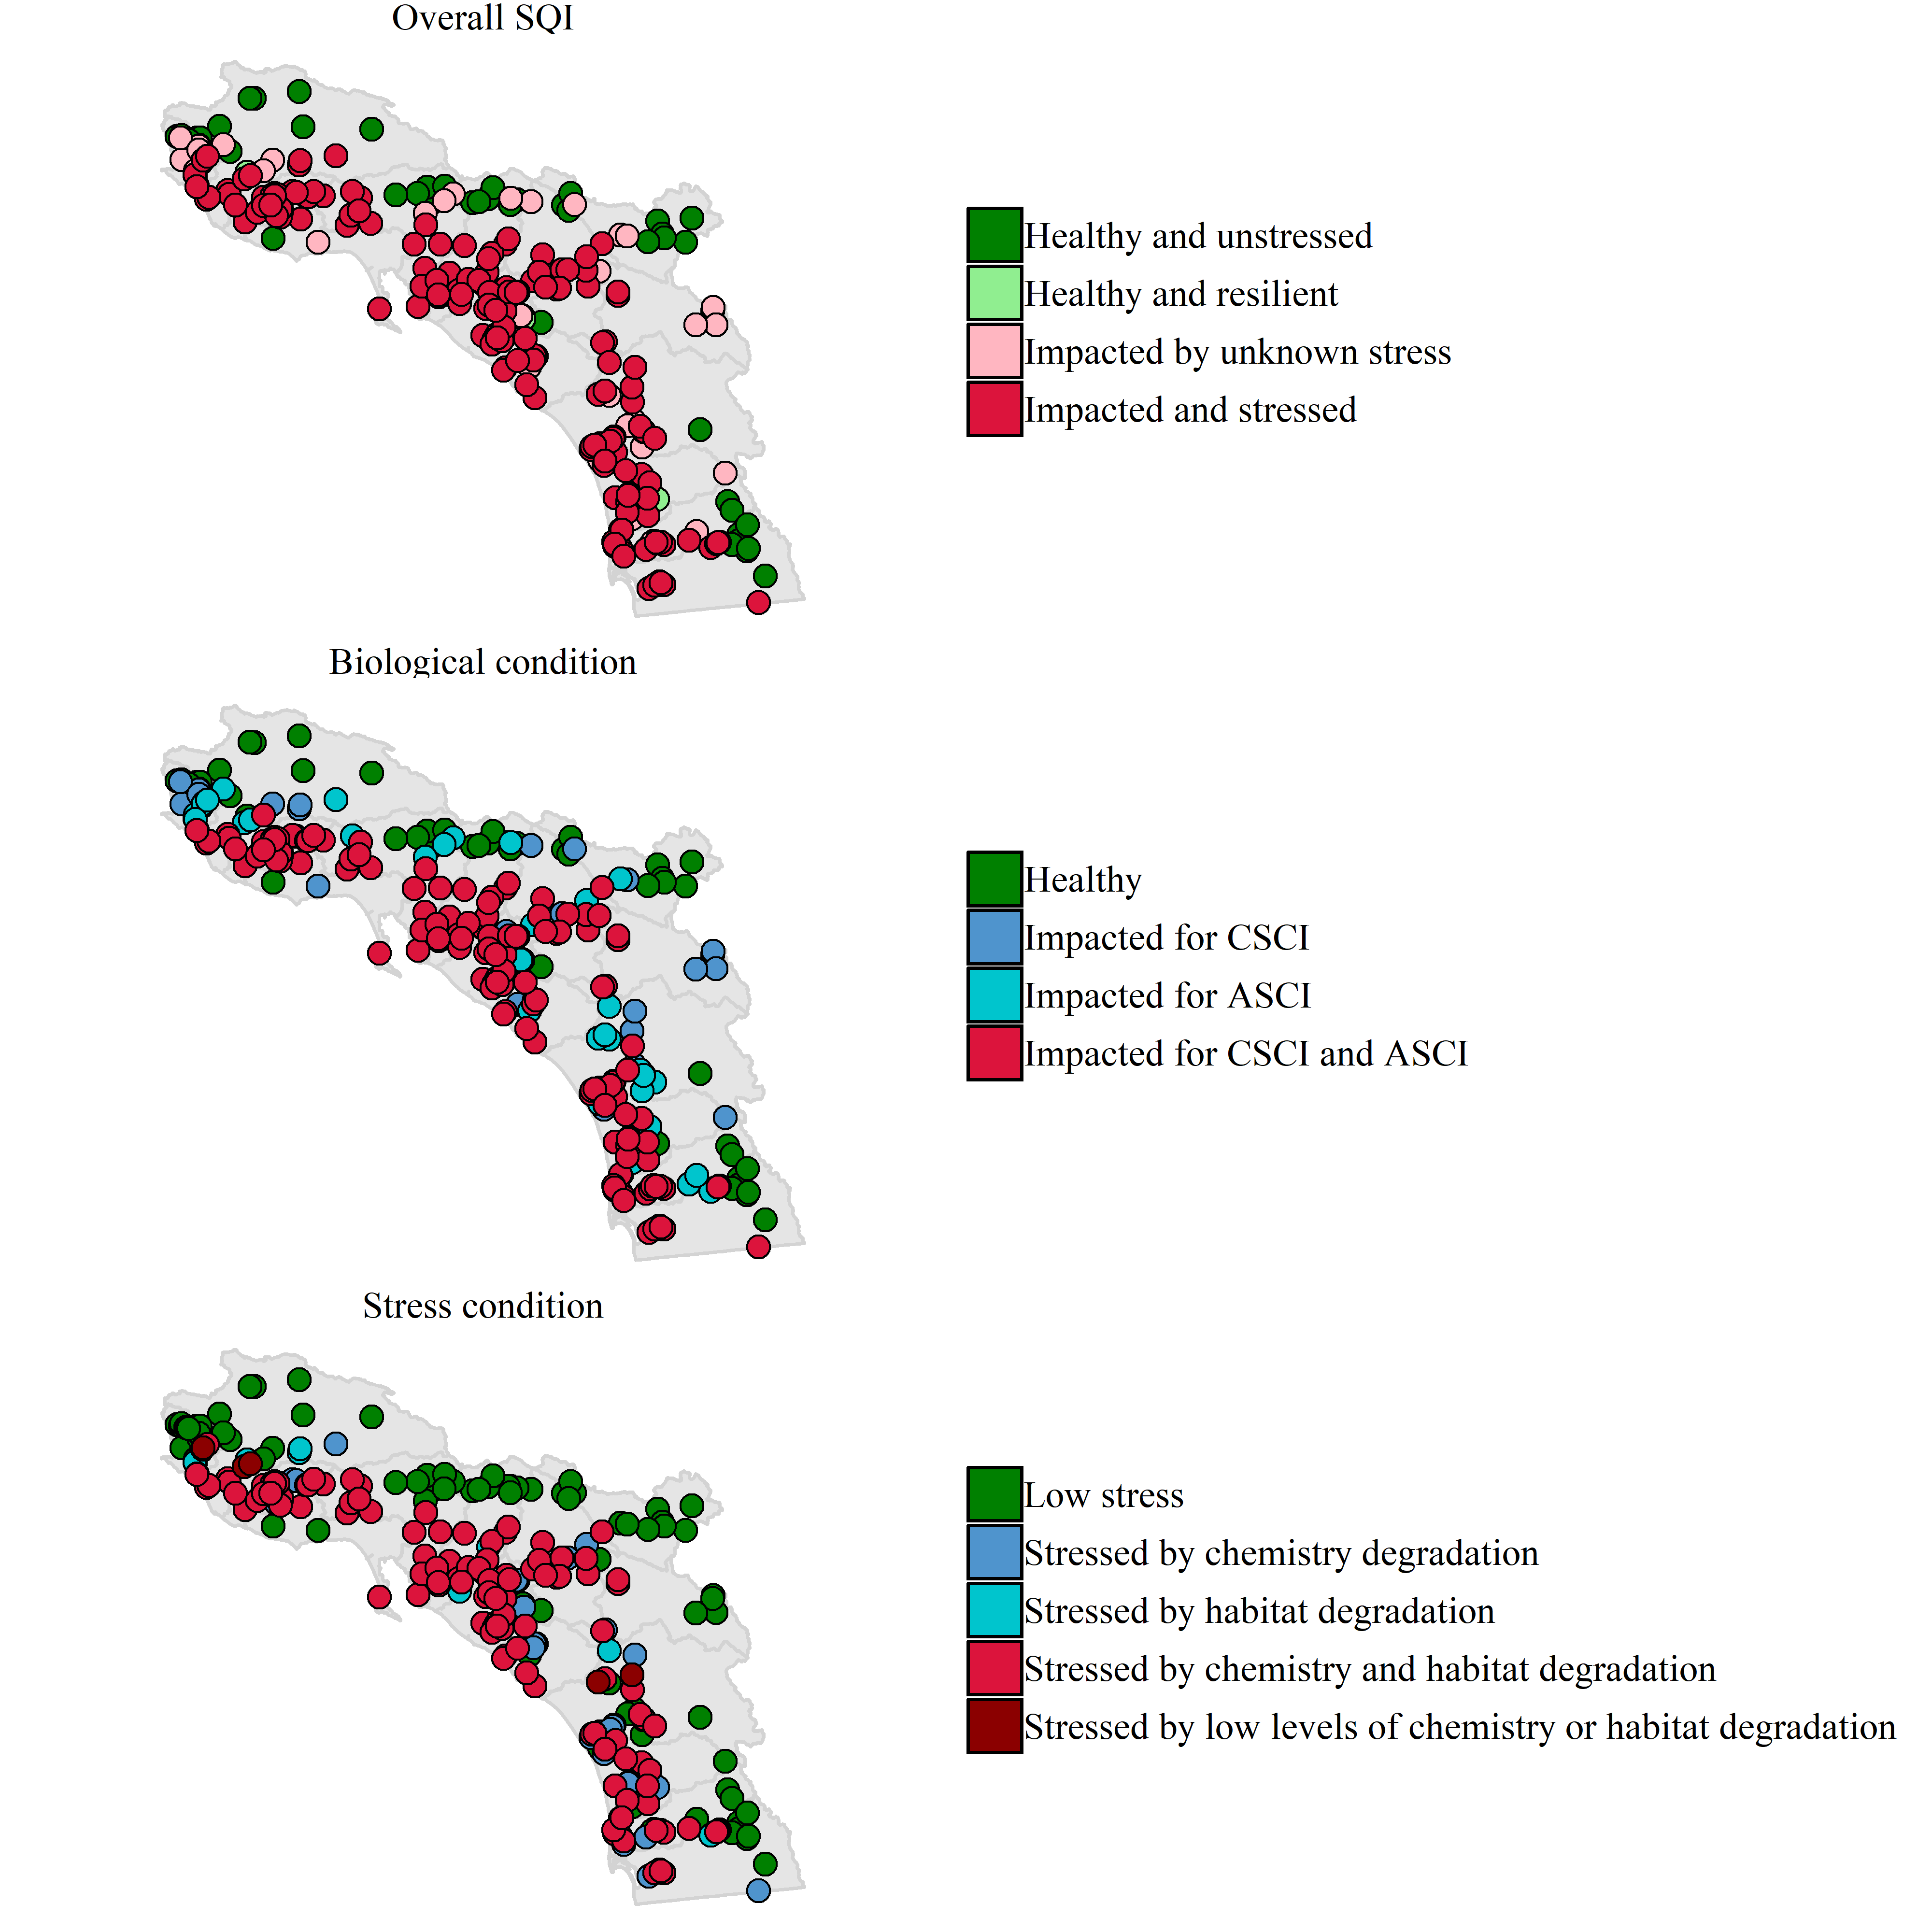 Overall SQI
Healthy and unstressed
Healthy and resilient
Impacted by unknown stress
Impacted and stressed
Biological condition
Healthy
Impacted for CSCI
Impacted for ASCI
Impacted for CSCI and ASCI
Stress condition
Low stress
Stressed by chemistry degradation
Stressed by habitat degradation
Stressed by chemistry and habitat degradation
Stressed by low levels of chemistry or habitat degradation